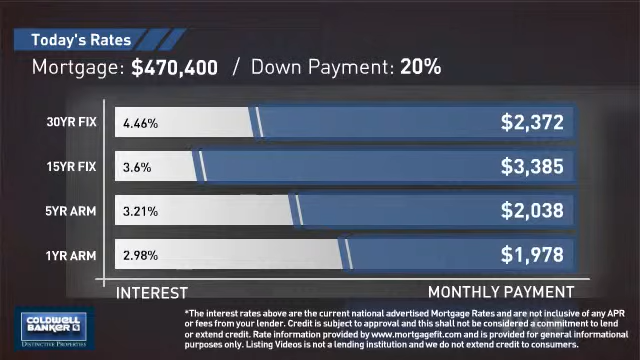 Today's Rates
Mortgage: $470,400 / Down Payment: 20%
30YR FIX 4.46% $2,372
15YR FIX 3.6% $3,385
5YR ARM 3.21% $2,038
1YR ARM 2.98% $1,978
INTEREST MONTHLY PAYMENT
COLDWELL
BANKER
DISTINCTIVE PROPERTIES
*The interest rates above are the current national advertised Mortgage Rates and are not inclusive of any APR
or fees from your lender. Credit is subject to approval and this shall not be considered a commitment to lend
or extend credit. Rate information provided by www.mortgagefit.com and is provided for general informational
purposes only. Listing Videos is not a lending institution and we do not extend credit to consumers.